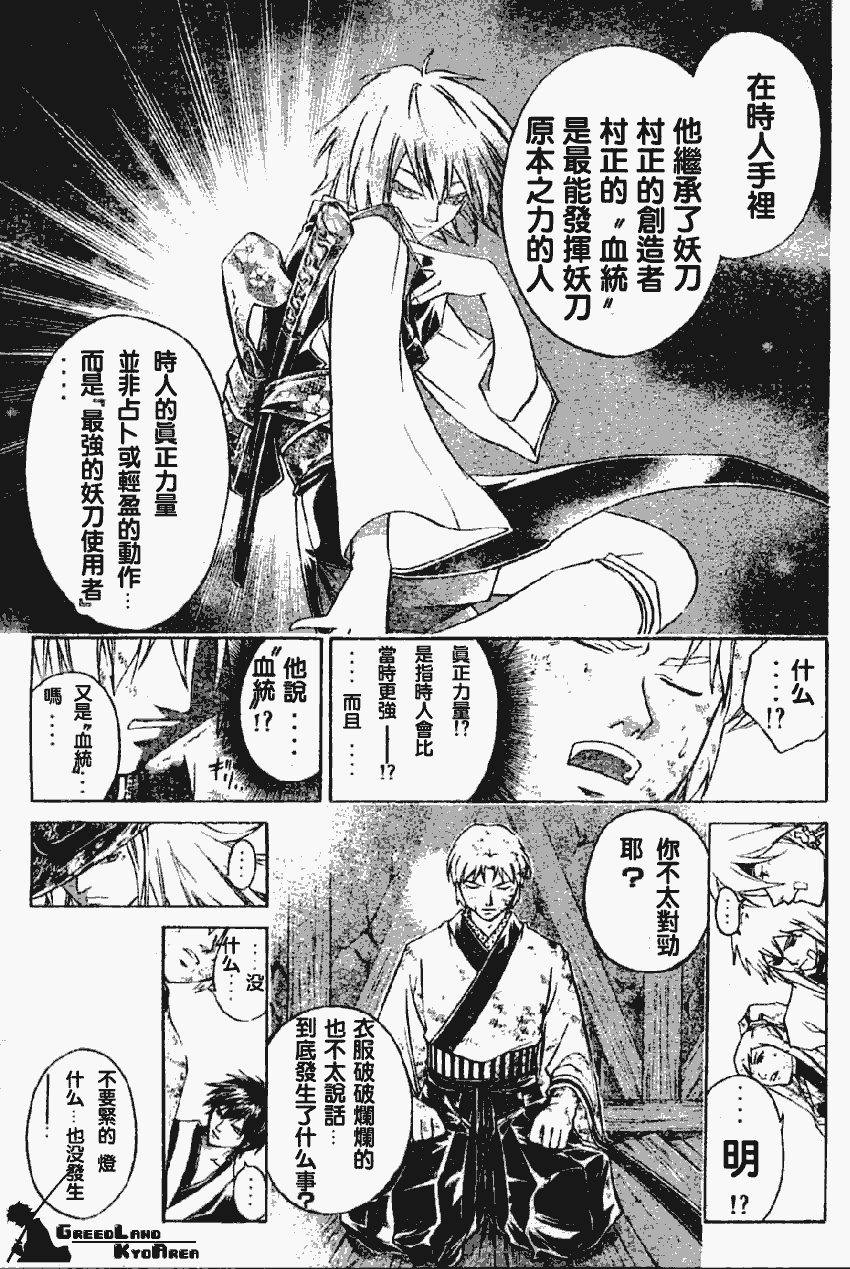 在時人手裡
他繼承了妖刀
村正的創造者
村正的〝血統〞
是最能發揮妖刀
原本之力的人
時人的眞正力量
並非占卜或輕盈的動作…
而是『最強的妖刀使用者』
‥‥
什么
‥‥!?
眞正力量!?
是指時人會比
當時更強——!?
‥‥而且‥‥
他說‥‥
〝血統〞!?
又是〝血統〞‥
嗎‥‥
ギリ
‥‥
‥‥
明
!?
你不太對勁
耶？
衣服破破爛爛的
也不太說話…
到底發生了什么事？
‥‥
‥‥没
什么‥‥
‥‥
不要緊的 燈
什么…也没發生
——
GreedLand
KyoArea